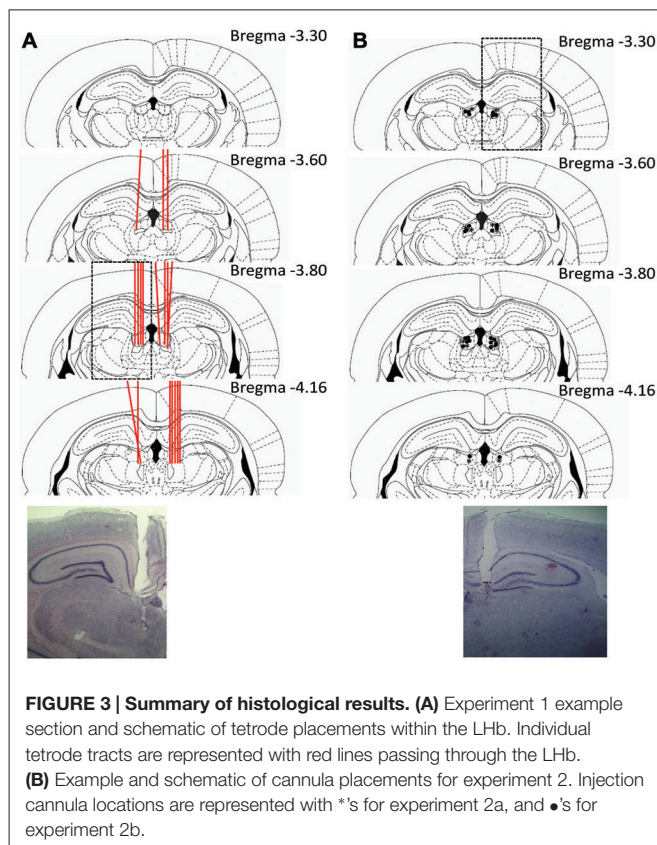 A
B
Bregma -3.30
Bregma -3.30
Bregma -3.60
Bregma -3.60
Bregma -3.80
Bregma -3.80
Bregma -4.16
Bregma -4.16
FIGURE 3 | Summary of histological results. (A) Experiment 1 example
section and schematic of tetrode placements within the LHb. Individual
tetrode tracts are represented with red lines passing through the LHb.
(B) Example and schematic of cannula placements for experiment 2. Injection
cannula locations are represented with *'s for experiment 2a, and ●'s for
experiment 2b.